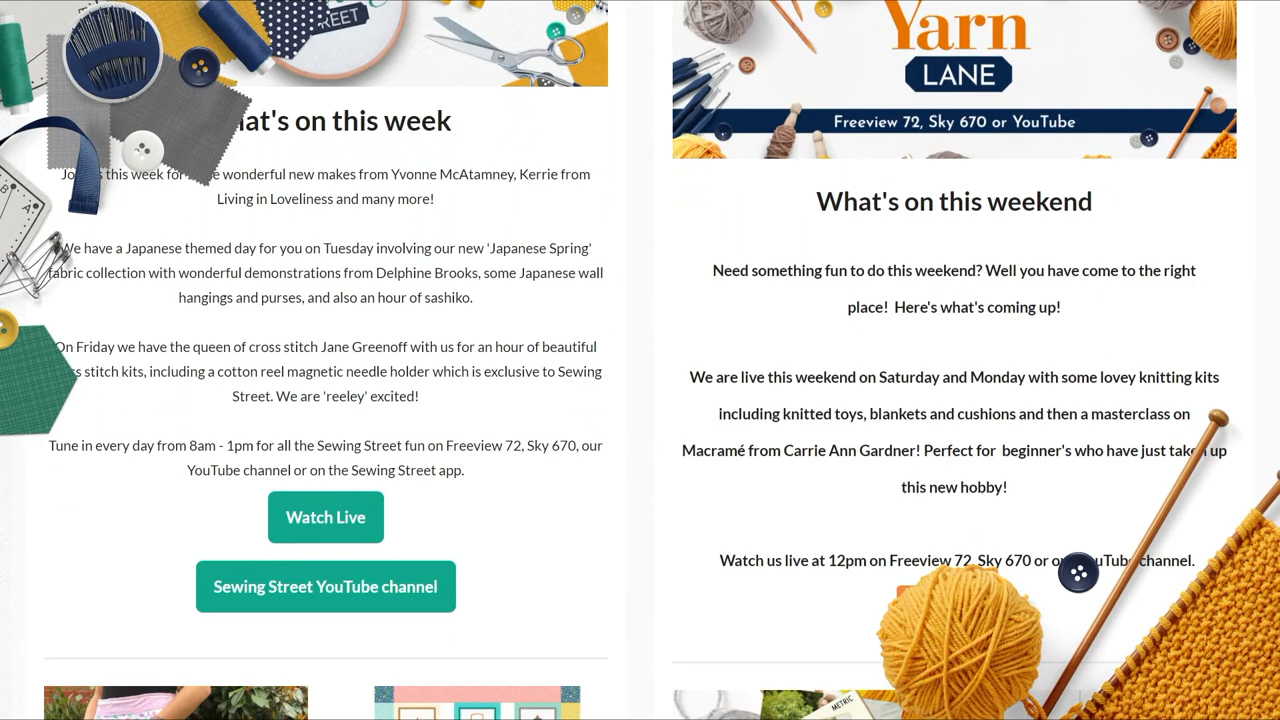 REET
at's on this week
this week for wonderful new makes from Yvonne McAtamney, Kerrie from
Living in Loveliness and many more!
We have a Japanese themed day for you on Tuesday involving our new 'Japanese Spring'
fabric collection with wonderful demonstrations from Delphine Brooks, some Japanese wall
hangings and purses, and also an hour of sashiko.
On Friday we have the queen of cross stitch Jane Greenoff with us for an hour of beautiful
stitch kits, including a cotton reel magnetic needle holder which is exclusive to Sewing
Street. We are 'reeley' excited!
Tune in every day from 8am - 1pm for all the Sewing Street fun on Freeview 72, Sky 670, our
YouTube channel or on the Sewing Street app.
Watch Live
Sewing Street YouTube channel
A
B
Yarn
LANE
Freeview 72, Sky 670 or YouTube
What's on this weekend
Need something fun to do this weekend? Well you have come to the right
place! Here's what's coming up!
We are live this weekend on Saturday and Monday with some lovey knitting kits
including knitted toys, blankets and cushions and then a masterclass on
Macramé from Carrie Ann Gardner! Perfect for beginner's who have just taken up
this new hobby!
Watch us live at 12pm on Freeview 72, Sky 670 or our YouTube channel.
METRIC